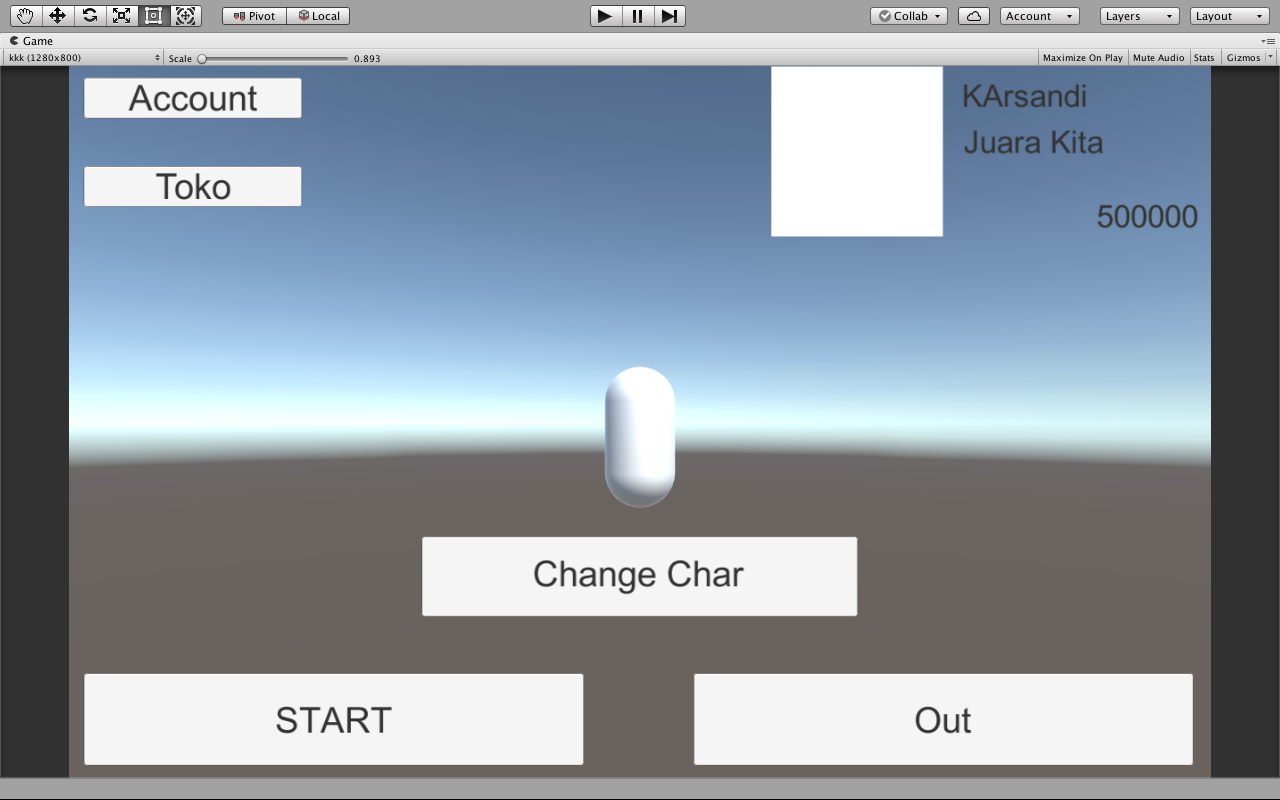 Pivot Local Collab Account Layers Layout
Game
kkk (1280x800) Scale 0.893 Maximize On Play Mute Audio Stats Gizmos
Account
KArsandi
Juara Kita
Toko
500000
Change Char
START
Out